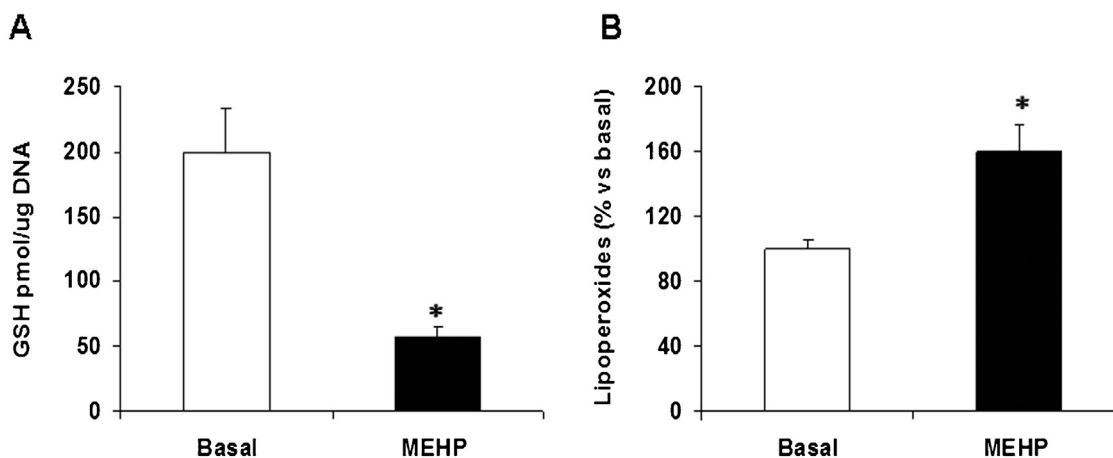 A
GSH pmol/ug DNA
250
200
150
100
50
0
*
Basal
MEHP
B
Lipoperoxides (% vs basal)
200
160
120
80
40
0
*
Basal
MEHP